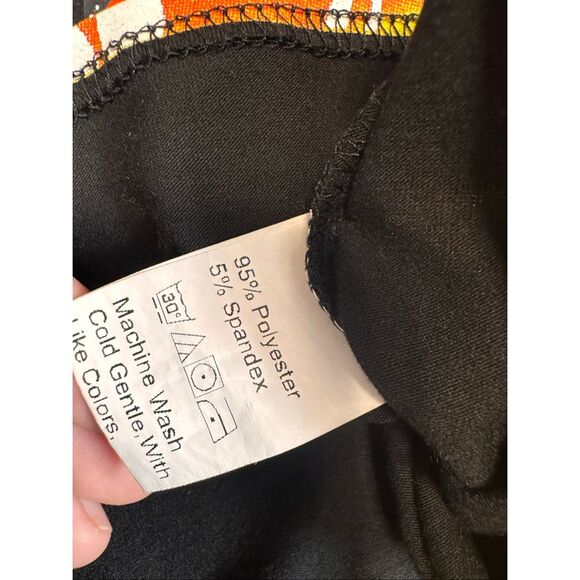 95% Polyester
5% Spandex
30°
Machine Wash
Cold Gentle, With
Like Colors,